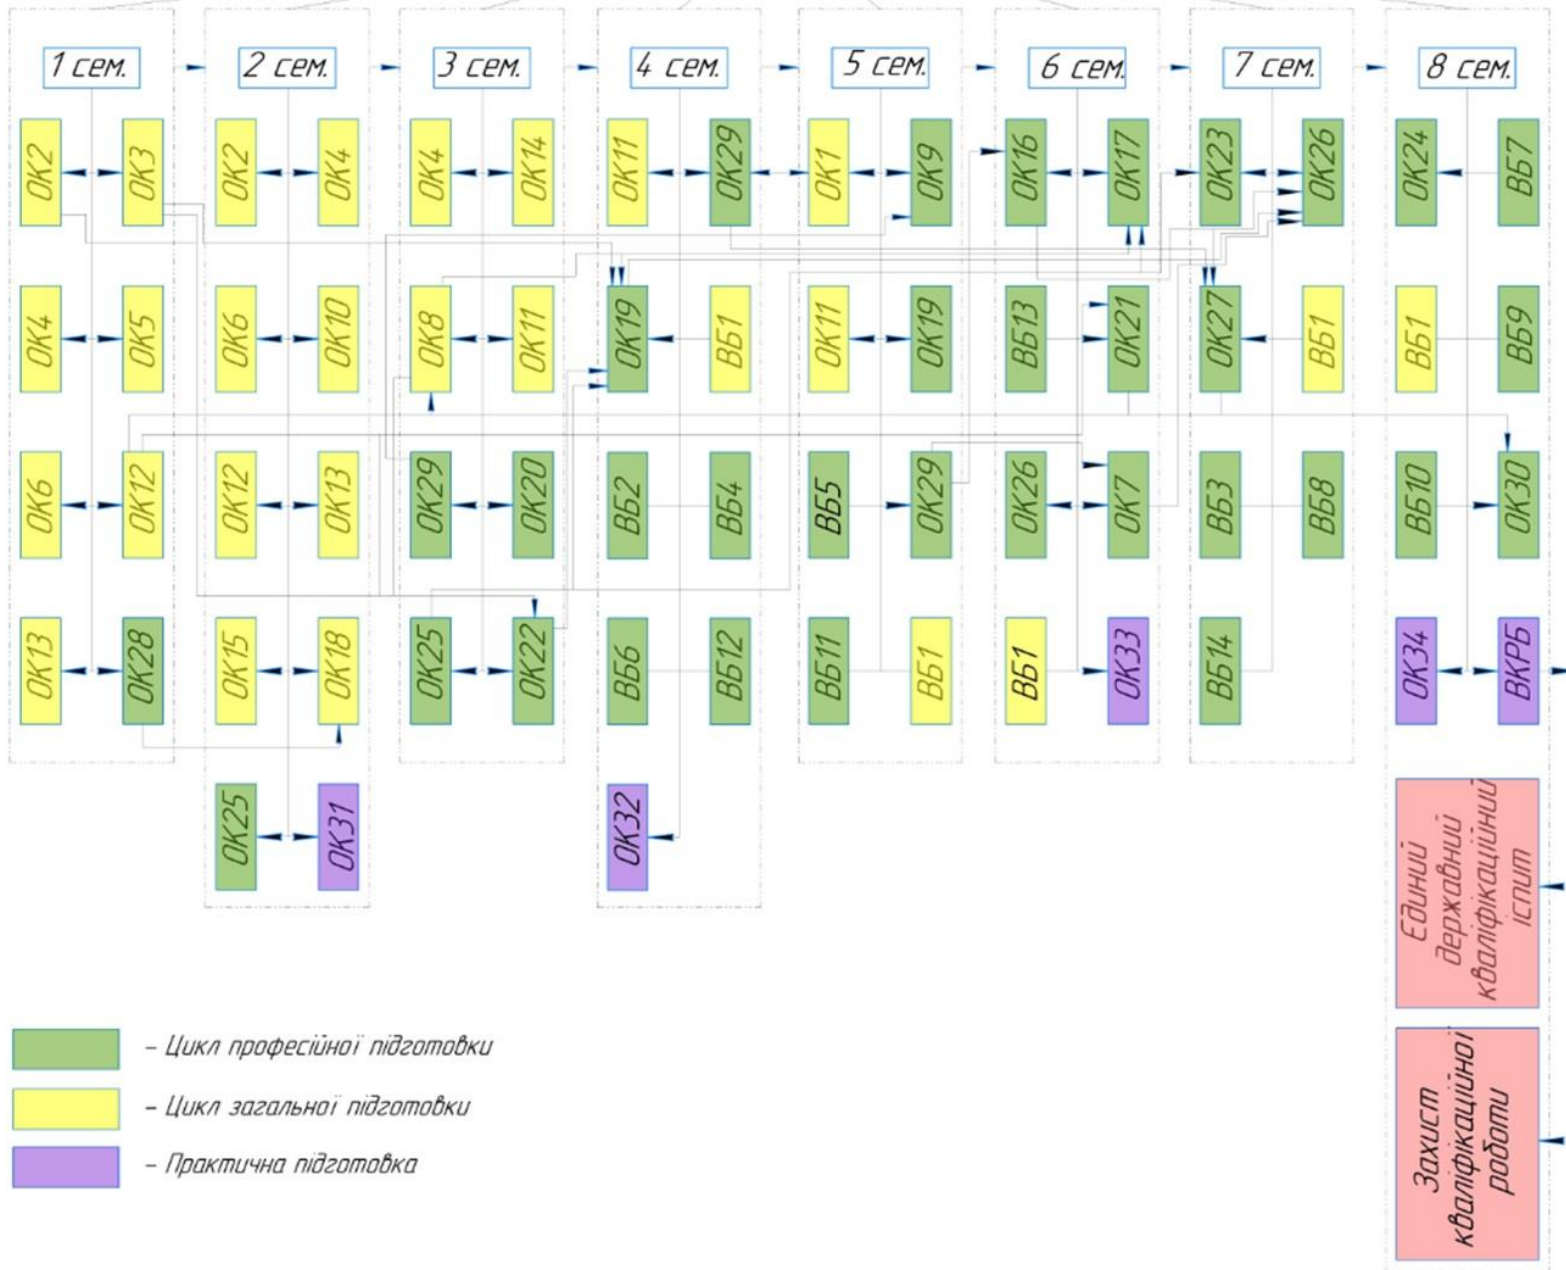 1 сем.
2 сем.
3 сем.
4 сем.
5 сем.
6 сем.
7 сем.
8 сем.
ОК2
ОК3
ОК2
ОК4
ОК4
ОК14
ОК11
ОК29
ОК1
ОК9
ОК16
ОК17
ОК23
ОК26
ОК24
ВБ7
ОК4
ОК5
ОК6
ОК10
ОК8
ОК11
ОК19
ВБ1
ОК11
ОК19
ВБ13
ОК21
ОК27
ВБ1
ВБ1
ВБ9
ОК6
ОК12
ОК12
ОК13
ОК29
ОК20
ВБ2
ВБ4
ВБ5
ОК29
ОК26
ОК7
ВБ3
ВБ8
ВБ10
ОК30
ОК13
ОК28
ОК15
ОК18
ОК25
ОК22
ВБ6
ВБ12
ВБ11
ВБ1
ВБ1
ОК33
ВБ14
ОК34
ВКРБ
ОК25
ОК31
ОК32
Єдиний
державний
кваліфікаційний
іспит
Захист
кваліфікаційної
роботи
– Цикл професійної підготовки
– Цикл загальної підготовки
– Практична підготовка